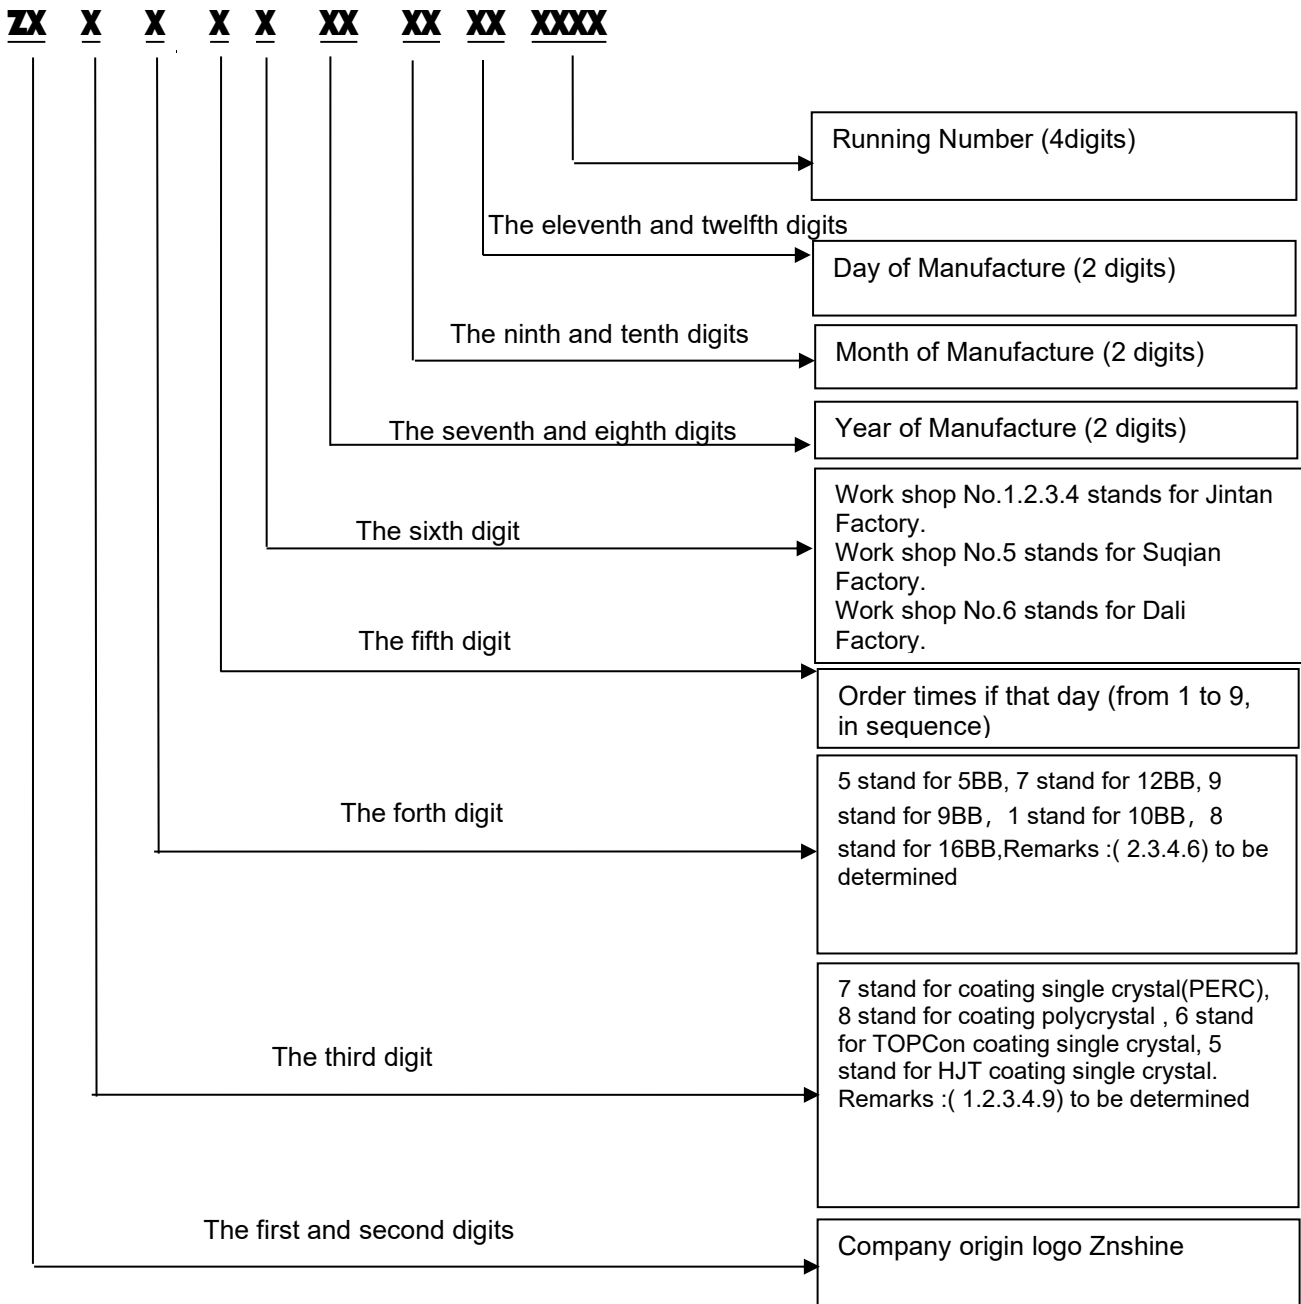 ZX X X X X XX XX XX XXXX
Running Number (4digits)
The eleventh and twelfth digits
Day of Manufacture (2 digits)
The ninth and tenth digits
Month of Manufacture (2 digits)
The seventh and eighth digits
Year of Manufacture (2 digits)
Work shop No.1.2.3.4 stands for Jintan
Factory.
Work shop No.5 stands for Suqian
Factory.
Work shop No.6 stands for Dali
Factory.
The sixth digit
The fifth digit
Order times if that day (from 1 to 9,
in sequence)
5 stand for 5BB, 7 stand for 12BB, 9
stand for 9BB，1 stand for 10BB，8
stand for 16BB,Remarks :( 2.3.4.6) to be
determined
The forth digit
7 stand for coating single crystal(PERC),
8 stand for coating polycrystal , 6 stand
for TOPCon coating single crystal, 5
stand for HJT coating single crystal.
Remarks :( 1.2.3.4.9) to be determined
The third digit
The first and second digits
Company origin logo Znshine